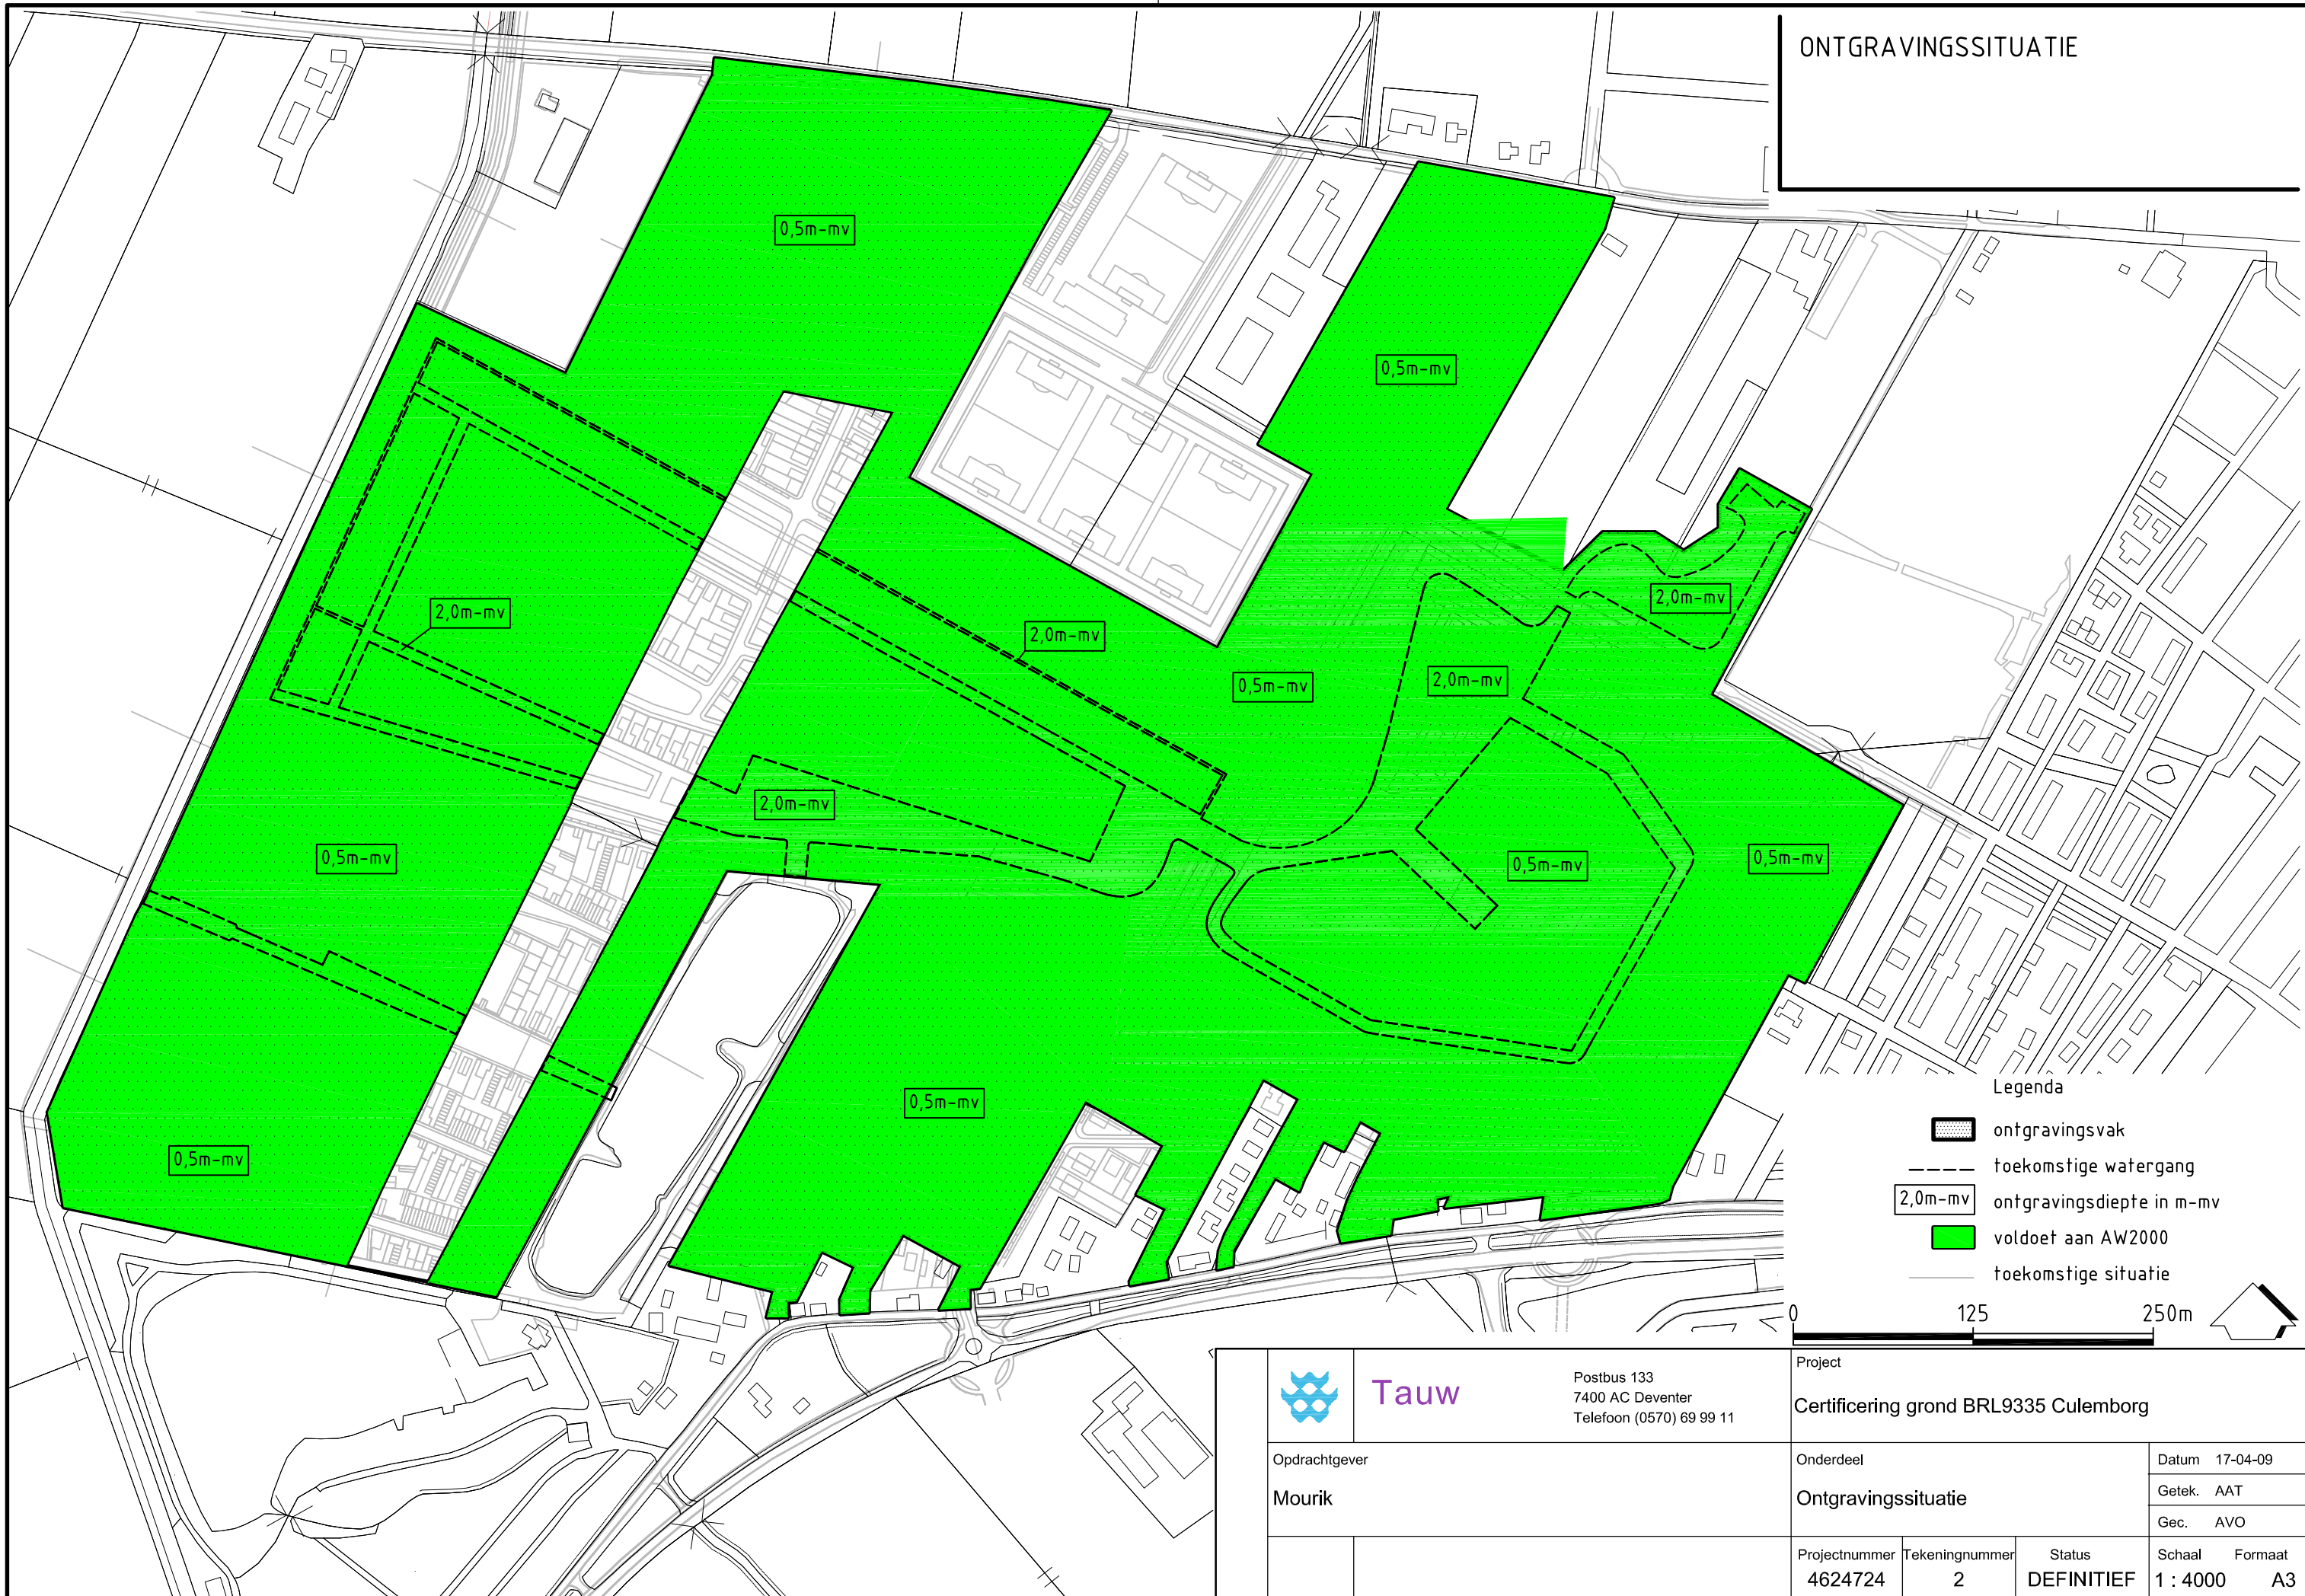 ONTGRAVINGSSITUATIE
0,5m-mv
0,5m-mv
2,0m-mv
2,0m-mv
2,0m-mv
0,5m-mv
2,0m-mv
2,0m-mv
0,5m-mv
0,5m-mv
0,5m-mv
0,5m-mv
0,5m-mv
Legenda
ontgravingsvak
toekomstige watergang
2,0m-mv ontgravingsdiepte in m-mv
voldoet aan AW2000
toekomstige situatie
0 125 250m
Tauw
Postbus 133
7400 AC Deventer
Telefoon (0570) 69 99 11
Project
Certificering grond BRL9335 Culemborg
Opdrachtgever
Mourik
Onderdeel
Ontgravingssituatie
Datum 17-04-09
Getek. AAT
Gec. AVO
Projectnummer
4624724
Tekeningnummer
2
Status
DEFINITIEF
Schaal
1 : 4000
Formaat
A3